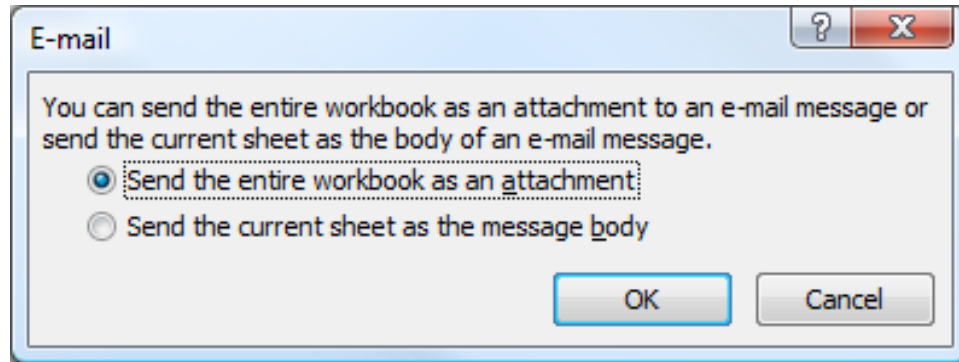 E-mail
You can send the entire workbook as an attachment to an e-mail message or
send the current sheet as the body of an e-mail message.
Send the entire workbook as an attachment
Send the current sheet as the message body
OK Cancel